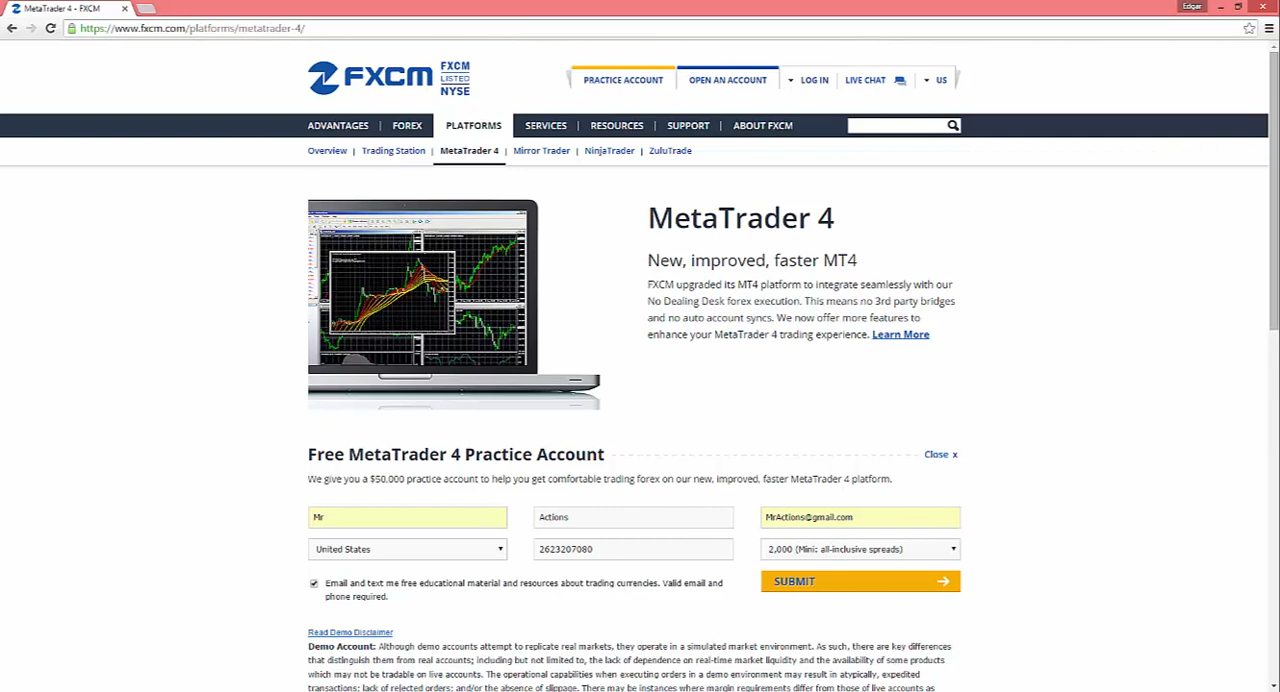 MetaTrader 4 - FXCM
Edgar
https://www.fxcm.com/platforms/metatrader-4/
FXCM
FXCM
LISTED
NYSE
PRACTICE ACCOUNT
OPEN AN ACCOUNT
LOG IN
LIVE CHAT
US
ADVANTAGES | FOREX PLATFORMS SERVICES | RESOURCES | SUPPORT | ABOUT FXCM
Overview | Trading Station | MetaTrader 4 | Mirror Trader | NinjaTrader | ZuluTrade
MetaTrader 4
New, improved, faster MT4
FXCM upgraded its MT4 platform to integrate seamlessly with our
No Dealing Desk forex execution. This means no 3rd party bridges
and no auto account syncs. We now offer more features to
enhance your MetaTrader 4 trading experience. Learn More
Free MetaTrader 4 Practice Account
Close x
We give you a $50,000 practice account to help you get comfortable trading forex on our new, improved, faster MetaTrader 4 platform.
Mr
Actions
MrActions@gmail.com
United States
2623207080
2,000 (Mini: all-inclusive spreads)
Email and text me free educational material and resources about trading currencies. Valid email and
phone required.
SUBMIT
Read Demo Disclaimer
Demo Account: Although demo accounts attempt to replicate real markets, they operate in a simulated market environment. As such, there are key differences
that distinguish them from real accounts; including but not limited to, the lack of dependence on real-time market liquidity and the availability of some products
which may not be tradable on live accounts. The operational capabilities when executing orders in a demo environment may result in atypically, expedited
transactions; lack of rejected orders; and/or the absence of slippage. There may be instances where margin requirements differ from those of live accounts as